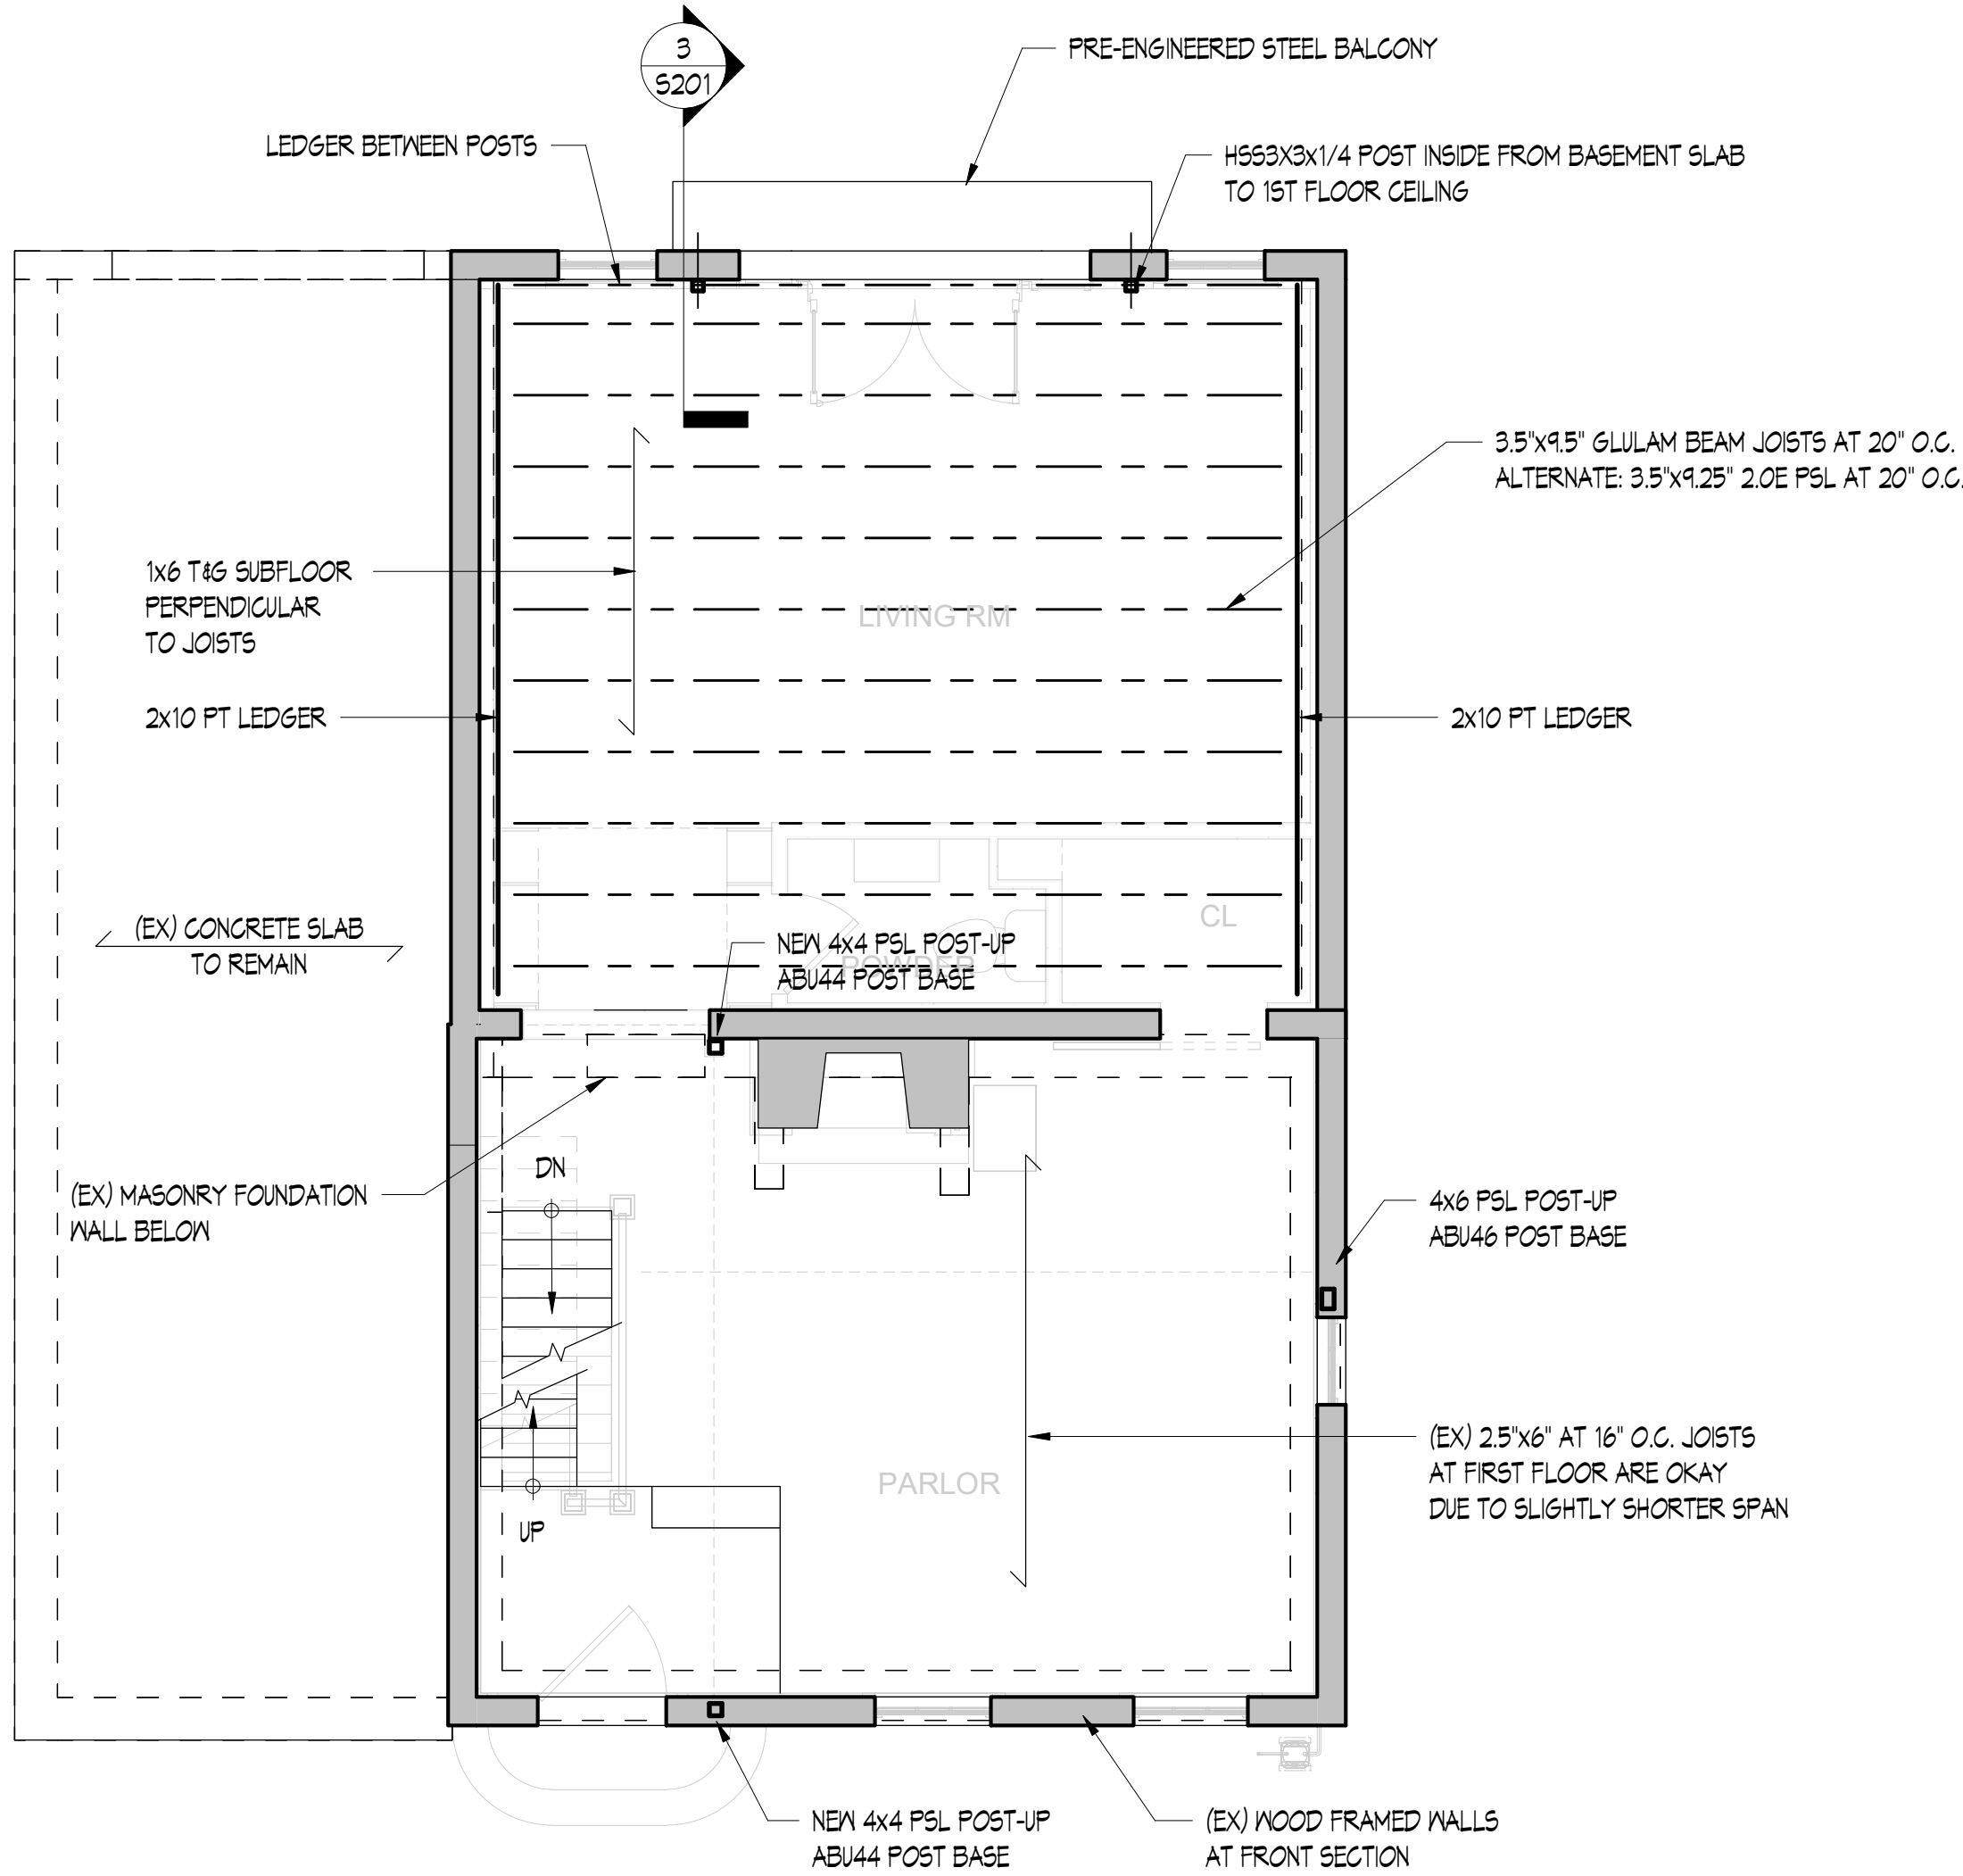 3
S201
PRE-ENGINEERED STEEL BALCONY
LEDGER BETWEEN POSTS
HSS3X3x1/4 POST INSIDE FROM BASEMENT SLAB
TO 1ST FLOOR CEILING
3.5"x9.5" GLULAM BEAM JOISTS AT 20" O.C.
ALTERNATE: 3.5"x9.25" 2.0E PSL AT 20" O.C.
1x6 T&G SUBFLOOR
PERPENDICULAR
TO JOISTS
LIVING RM
2x10 PT LEDGER
2x10 PT LEDGER
(EX) CONCRETE SLAB
TO REMAIN
CL
NEW 4x4 PSL POST-UP
ABU44 POST BASE
POWDER
DN
(EX) MASONRY FOUNDATION
WALL BELOW
4x6 PSL POST-UP
ABU46 POST BASE
(EX) 2.5"x6" AT 16" O.C. JOISTS
AT FIRST FLOOR ARE OKAY
DUE TO SLIGHTLY SHORTER SPAN
PARLOR
UP
NEW 4x4 PSL POST-UP
ABU44 POST BASE
(EX) WOOD FRAMED WALLS
AT FRONT SECTION